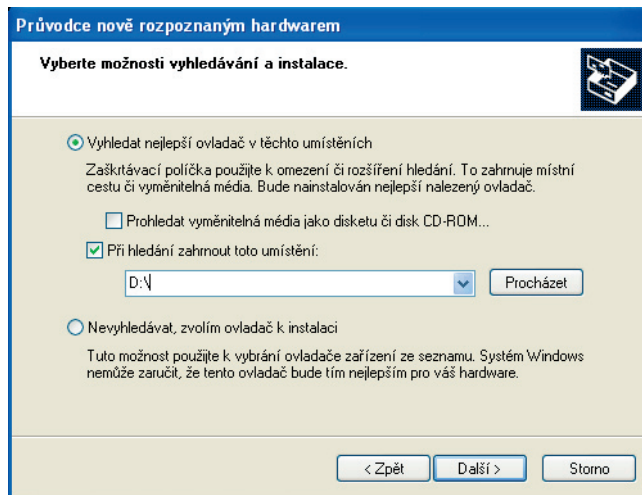 Průvodce nově rozpoznaným hardwarem
Vyberte možnosti vyhledávání a instalace.
Vyhledat nejlepší ovladač v těchto umístěních
Zaškrtávací políčka použijte k omezení či rozšíření hledání. To zahrnuje místní
cestu či vyměnitelná média. Bude nainstalován nejlepší nalezený ovladač.
Prohledat vyměnitelná média jako disketu či disk CD-ROM...
Při hledání zahrnout toto umístění:
D:\
Procházet
Nevyhledávat, zvolím ovladač k instalaci
Tuto možnost použijte k vybrání ovladače zařízení ze seznamu. Systém Windows
nemůže zaručit, že tento ovladač bude tím nejlepším pro váš hardware.
< Zpět
Další >
Storno